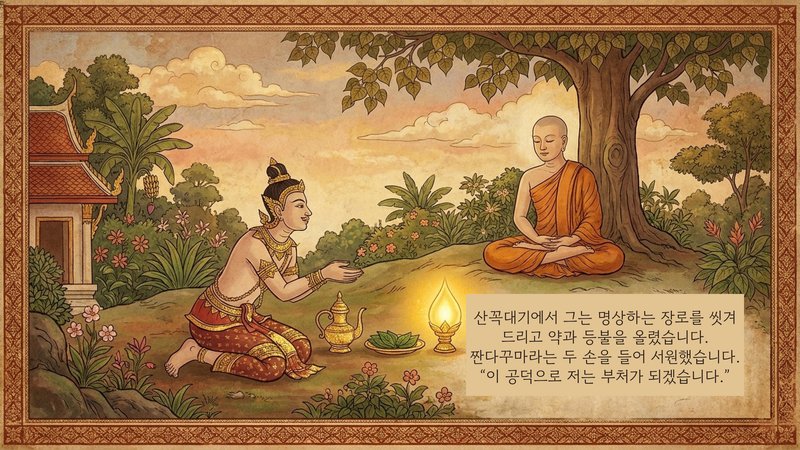 산꼭대기에서 그는 명상하는 장로를 씻겨
드리고 약과 등불을 올렸습니다.
짠다꾸마라는 두 손을 들어 서원했습니다.
“이 공덕으로 저는 부처가 되겠습니다.”